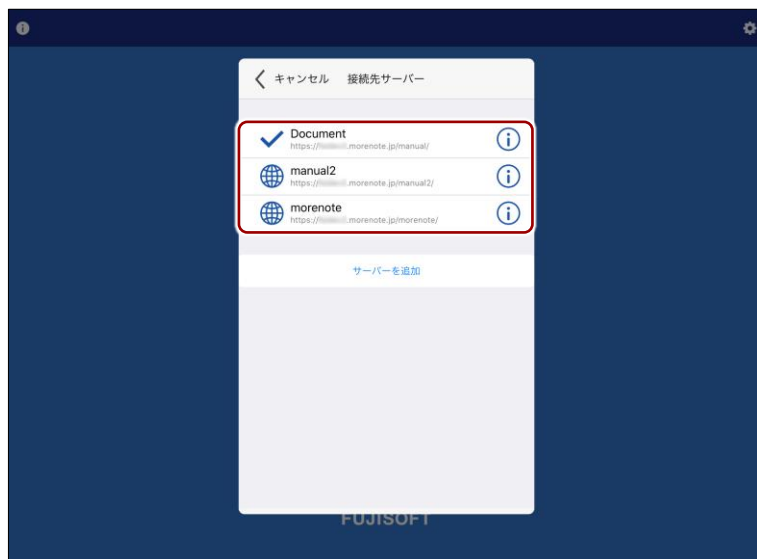 キャンセル 接続先サーバー
Document
https:// .morenote.jp/manual/
manual2
https:// .morenote.jp/manual2/
morenote
https:// .morenote.jp/morenote/
サーバーを追加
FUJISOFT